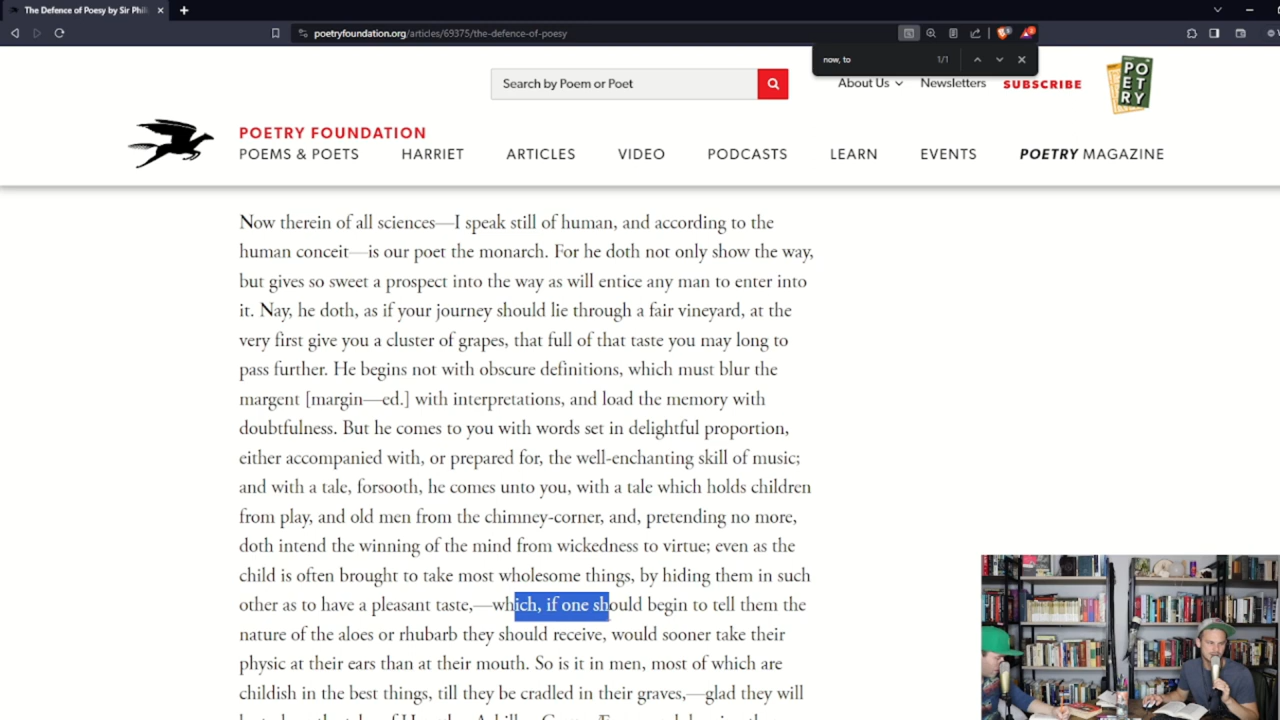 The Defence of Poesy by Sir Phil
poetryfoundation.org/articles/69375/the-defence-of-poesy
now, to
1/1
Search by Poem or Poet
About Us
Newsletters
SUBSCRIBE
PO
ET
RY
POETRY FOUNDATION
POEMS & POETS
HARRIET
ARTICLES
VIDEO
PODCASTS
LEARN
EVENTS
POETRY MAGAZINE
Now therein of all sciences—I speak still of human, and according to the
human conceit—is our poet the monarch. For he doth not only show the way,
but gives so sweet a prospect into the way as will entice any man to enter into
it. Nay, he doth, as if your journey should lie through a fair vineyard, at the
very first give you a cluster of grapes, that full of that taste you may long to
pass further. He begins not with obscure definitions, which must blur the
margent [margin—ed.] with interpretations, and load the memory with
doubtfulness. But he comes to you with words set in delightful proportion,
either accompanied with, or prepared for, the well-enchanting skill of music;
and with a tale, forsooth, he comes unto you, with a tale which holds children
from play, and old men from the chimney-corner, and, pretending no more,
doth intend the winning of the mind from wickedness to virtue; even as the
child is often brought to take most wholesome things, by hiding them in such
other as to have a pleasant taste,—which, if one should begin to tell them the
nature of the aloes or rhubarb they should receive, would sooner take their
physic at their ears than at their mouth. So is it in men, most of which are
childish in the best things, till they be cradled in their graves,—glad they will